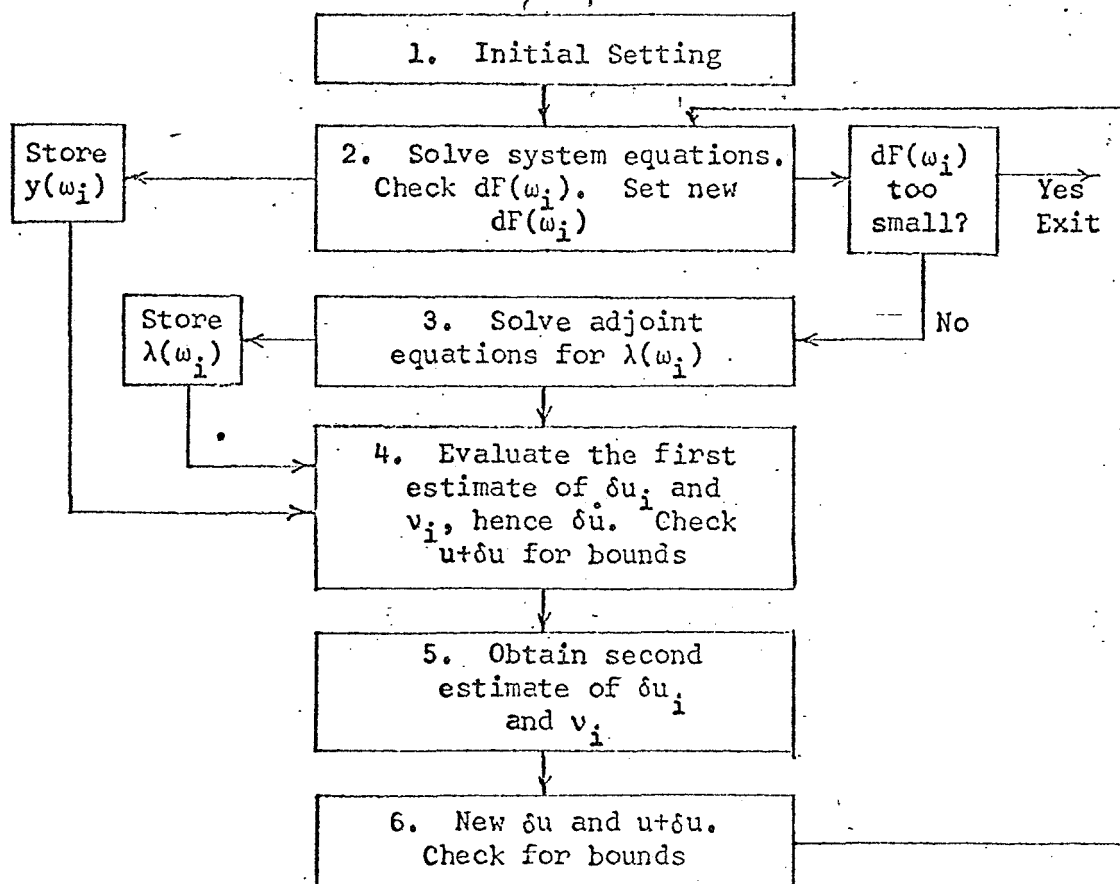 1. Initial Setting
Store
y(ωi)
2. Solve system equations.
Check dF(ωi). Set new
dF(ωi)
dF(ωi)
too
small?
Yes
Exit
Store
λ(ωi)
3. Solve adjoint
equations for λ(ωi)
No
4. Evaluate the first
estimate of δui and
νi, hence δu. Check
u+δu for bounds
5. Obtain second
estimate of δui
and νi
6. New δu and u+δu.
Check for bounds